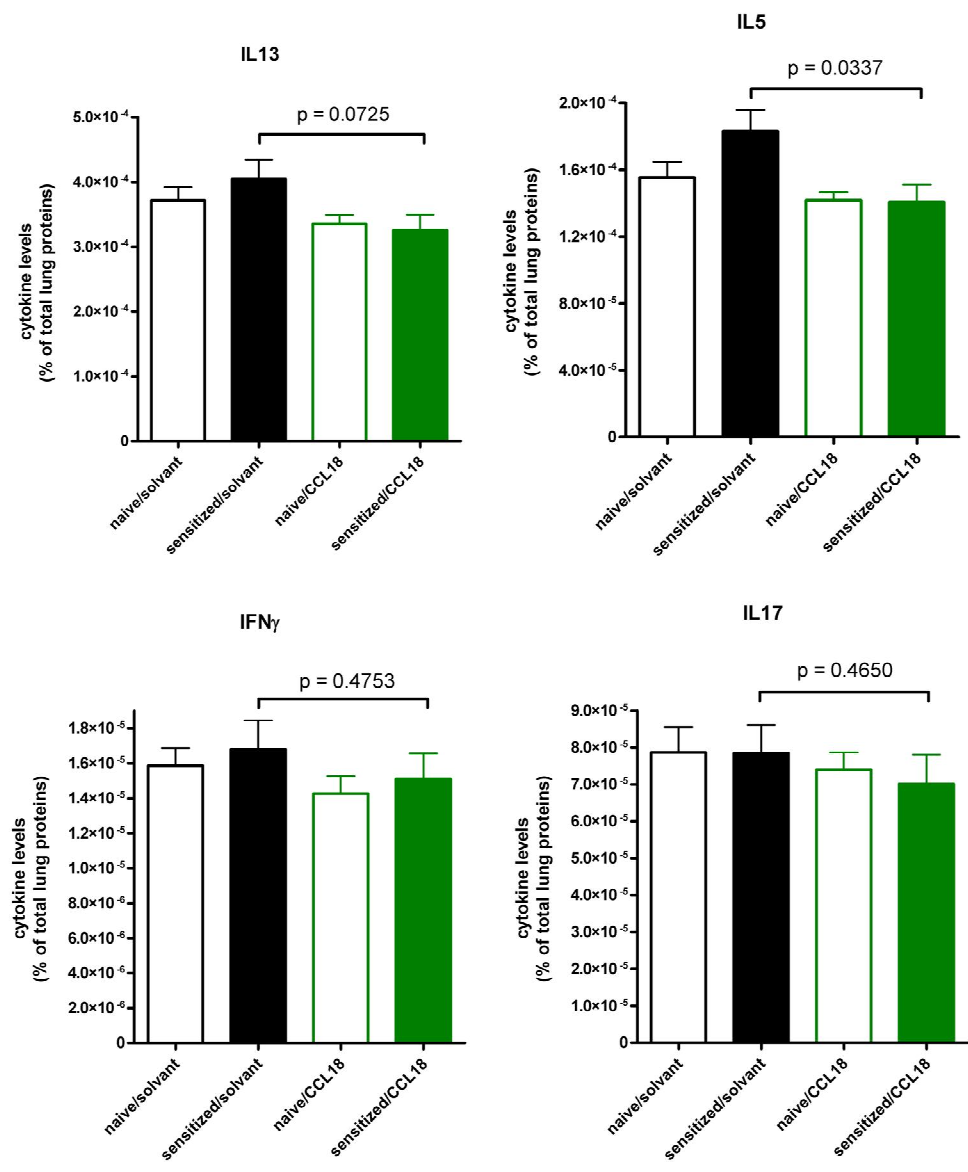 IL13
p = 0.0725
cytokine levels
(% of total lung proteins)
5.0×10⁻⁴
4.0×10⁻⁴
3.0×10⁻⁴
2.0×10⁻⁴
1.0×10⁻⁴
0
naive/solvant
sensitized/solvant
naive/CCL18
sensitized/CCL18
IL5
p = 0.0337
cytokine levels
(% of total lung proteins)
2.0×10⁻⁴
1.6×10⁻⁴
1.2×10⁻⁴
8.0×10⁻⁵
4.0×10⁻⁵
0
naive/solvant
sensitized/solvant
naive/CCL18
sensitized/CCL18
IFNγ
p = 0.4753
cytokine levels
(% of total lung proteins)
1.8×10⁻⁵
1.6×10⁻⁵
1.4×10⁻⁵
1.2×10⁻⁵
1.0×10⁻⁵
8.0×10⁻⁶
6.0×10⁻⁶
4.0×10⁻⁶
2.0×10⁻⁶
0
naive/solvant
sensitized/solvant
naive/CCL18
sensitized/CCL18
IL17
p = 0.4650
cytokine levels
(% of total lung proteins)
9.0×10⁻⁵
8.0×10⁻⁵
7.0×10⁻⁵
6.0×10⁻⁵
5.0×10⁻⁵
4.0×10⁻⁵
3.0×10⁻⁵
2.0×10⁻⁵
1.0×10⁻⁵
0
naive/solvant
sensitized/solvant
naive/CCL18
sensitized/CCL18